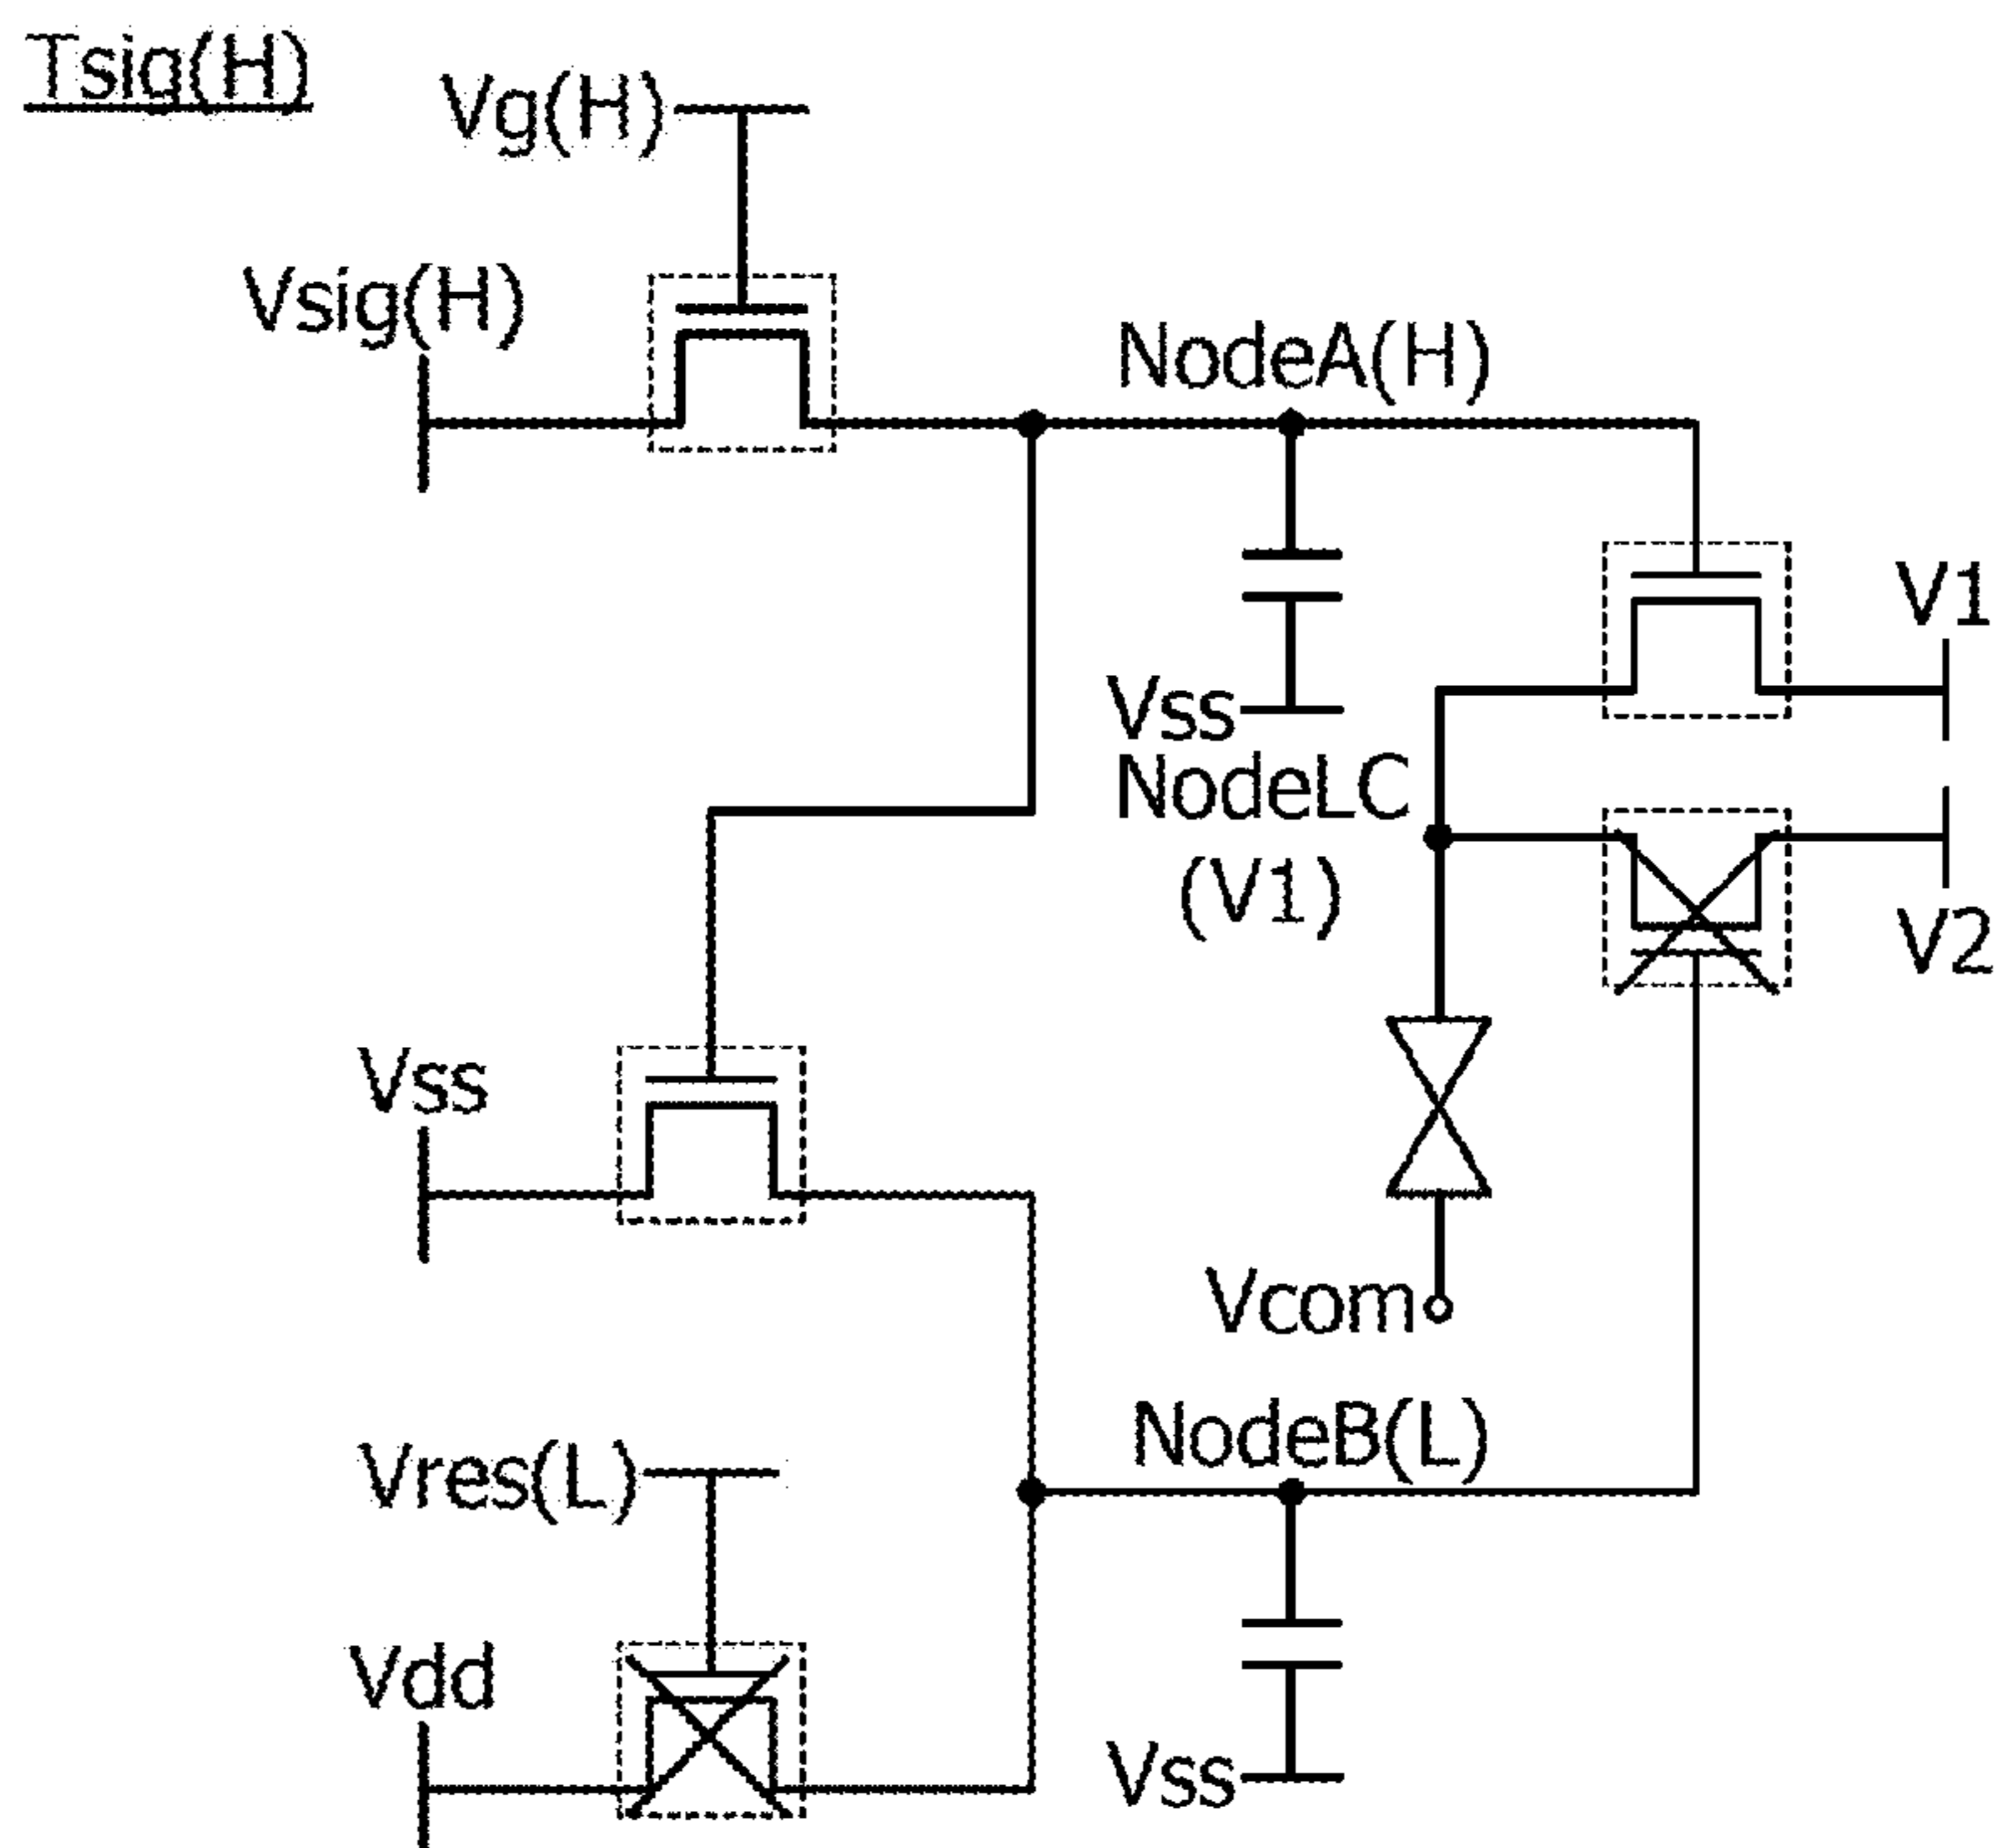 Tsig(H)
Vg(H)
Vsig(H)
NodeA(H)
V1
Vss
NodeLC
(V1)
V2
Vss
Vcom
NodeB(L)
Vres(L)
Vdd
Vss